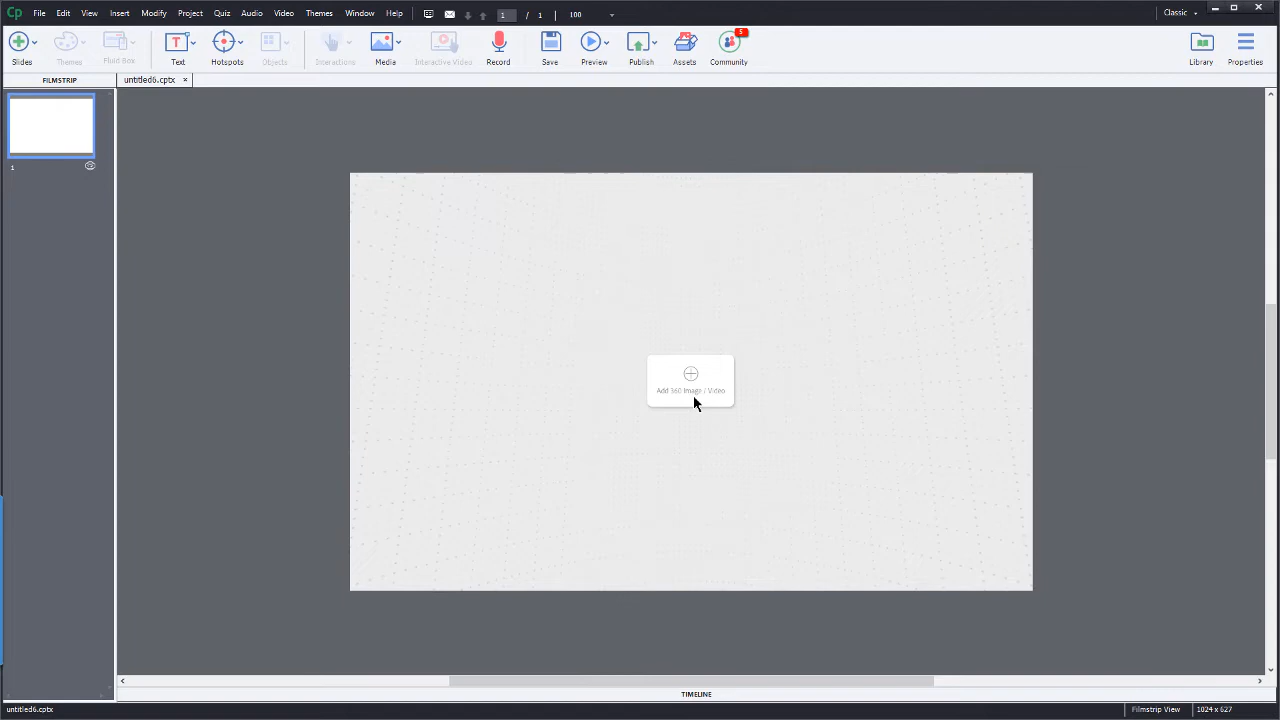 Cp File Edit View Insert Modify Project Quiz Audio Video Themes Window Help 1 / 1 100 Classic
Slides Themes Fluid Box Text Hotspots Objects Interactions Media Interactive Video Record Save Preview Publish Assets 5 Community Library Properties
FILMSTRIP untitled6.cptx ×
1
Add 360 Image / Video
TIMELINE
untitled6.cptx Filmstrip View 1024 x 627